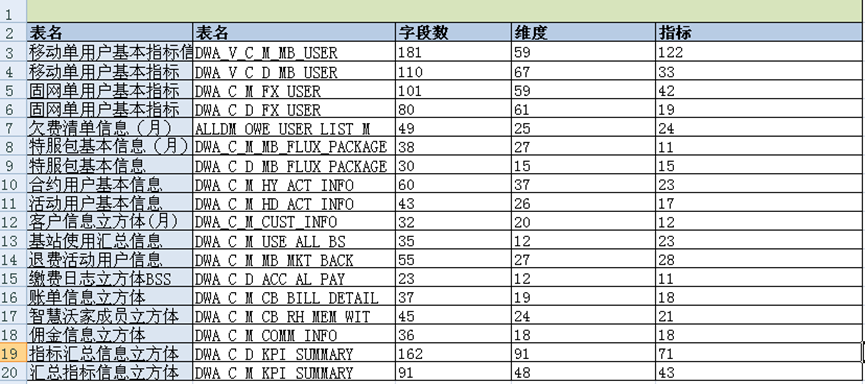 1
2 表名 表名 字段数 维度 指标
3 移动单用户基本指标信 DWA_V_C_M_MB_USER 181 59 122
4 移动单用户基本指标 DWA_V_C_D_MB_USER 110 67 33
5 固网单用户基本指标 DWA_C_M_FX_USER 101 59 42
6 固网单用户基本指标 DWA_C_D_FX_USER 80 61 19
7 欠费清单信息（月） ALLDM_OWE_USER_LIST_M 49 25 24
8 特服包基本信息（月） DWA_C_M_MB_FLUX_PACKAGE 38 27 11
9 特服包基本信息 DWA_C_D_MB_FLUX_PACKAGE 30 15 15
10 合约用户基本信息 DWA_C_M_HY_ACT_INFO 60 37 23
11 活动用户基本信息 DWA_C_M_HD_ACT_INFO 43 26 17
12 客户信息立方体(月) DWA_C_M_CUST_INFO 32 20 12
13 基站使用汇总信息 DWA_C_M_USE_ALL_BS 35 12 23
14 退费活动用户信息 DWA_C_M_MB_MKT_BACK 55 27 28
15 缴费日志立方体BSS DWA_C_D_ACC_AL_PAY 23 12 11
16 账单信息立方体 DWA_C_M_CB_BILL_DETAIL 37 19 18
17 智慧沃家成员立方体 DWA_C_M_CB_RH_MEM_WIT 45 24 21
18 佣金信息立方体 DWA_C_M_COMM_INFO 36 18 18
19 指标汇总信息立方体 DWA_C_D_KPI_SUMMARY 162 91 71
20 汇总指标信息立方体 DWA_C_M_KPI_SUMMARY 91 48 43